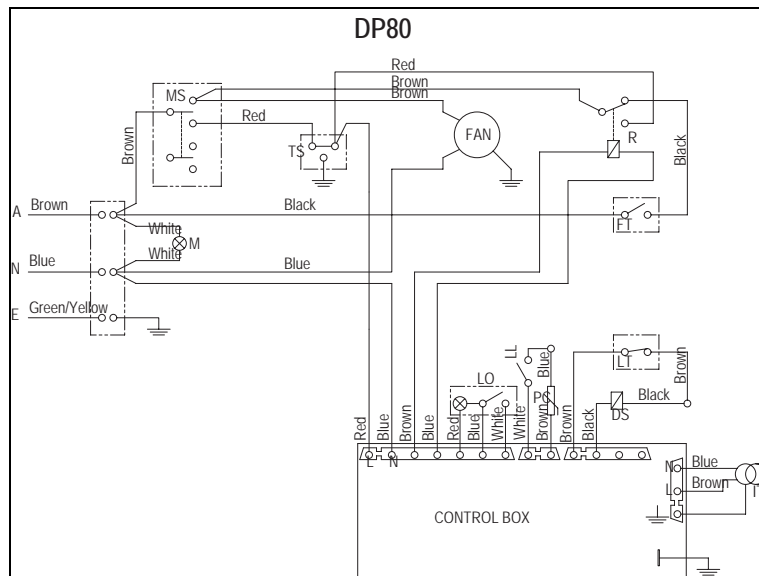 DP80
Red
Brown
Brown
MS
Red
FAN
TS
R
Brown
Black
A Brown
Black
White
M
FT
White
N Blue
Blue
E Green/Yellow
LL
Blue
LT
Brown
LO
PC
Black
DS
Red
Blue
Brown
Blue
Red
Blue
White
White
Brown
Brown
Black
L
N
N Blue
L Brown
CONTROL BOX